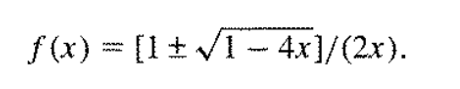 f(x) = [1 ± √1 − 4x]/(2x).